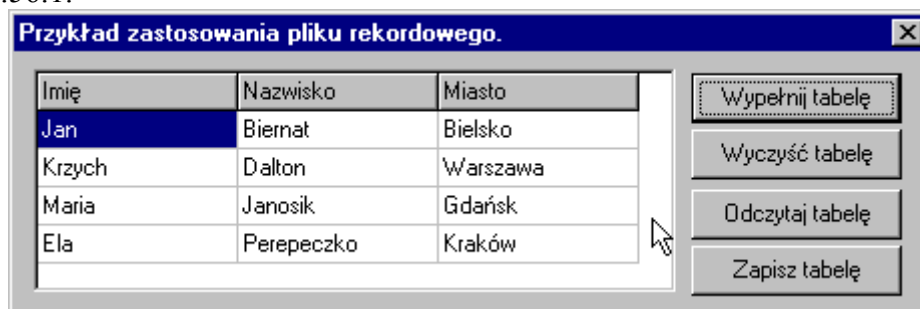 Przykład zastosowania pliku rekordowego.
Imię Nazwisko Miasto
Jan Biernat Bielsko
Krzych Dalton Warszawa
Maria Janosik Gdańsk
Ela Perepeczko Kraków
Wypełnij tabelę
Wyczyść tabelę
Odczytaj tabelę
Zapisz tabelę